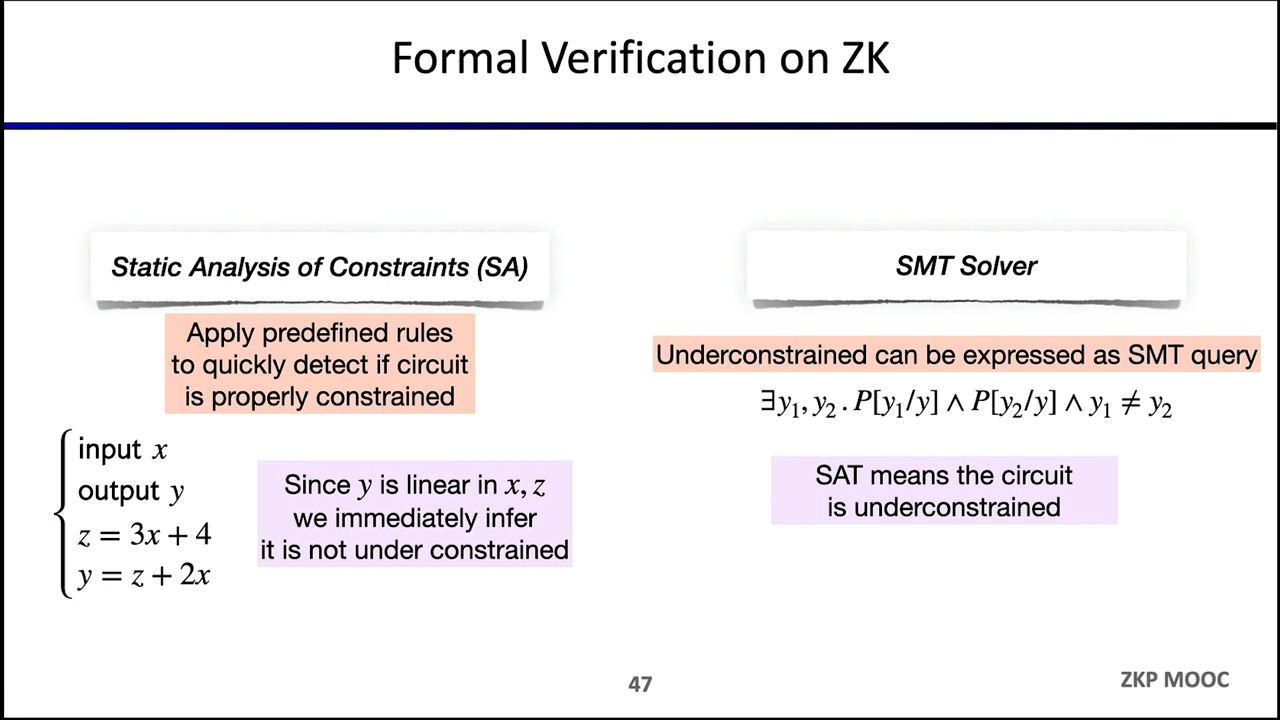 Formal Verification on ZK
Static Analysis of Constraints (SA)
Apply predefined rules
to quickly detect if circuit
is properly constrained
input x
output y
z = 3x + 4
y = z + 2x
Since y is linear in x, z
we immediately infer
it is not under constrained
SMT Solver
Underconstrained can be expressed as SMT query
∃y₁, y₂ . P[y₁/y] ∧ P[y₂/y] ∧ y₁ ≠ y₂
SAT means the circuit
is underconstrained
47
ZKP MOOC